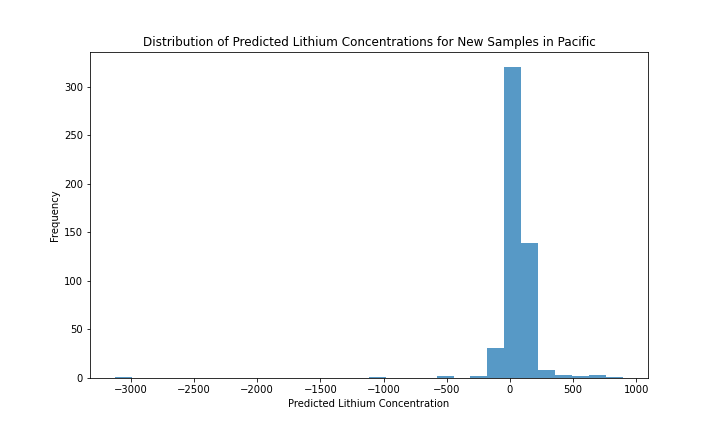 Distribution of Predicted Lithium Concentrations for New Samples in Pacific
Frequency
300
250
200
150
100
50
0
−3000 −2500 −2000 −1500 −1000 −500 0 500 1000
Predicted Lithium Concentration